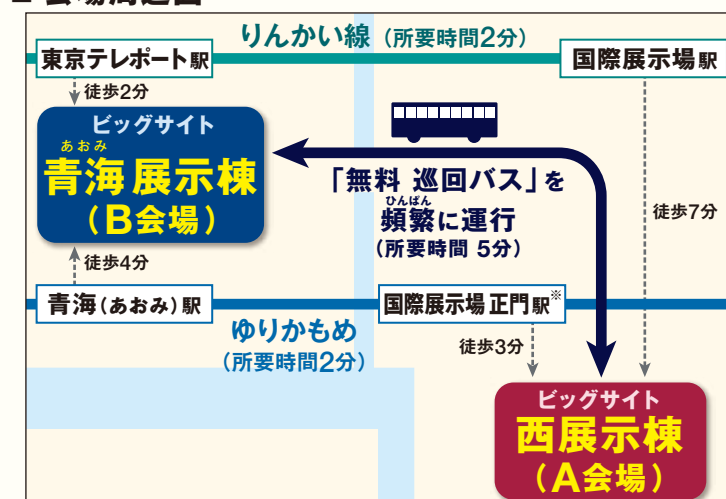 りんかい線(所要時間2分)
東京テレポート駅
国際展示場駅
徒歩2分
ビッグサイト
あおみ
青海展示棟
(B会場)
「無料 巡回バス」を
ひんぱん
頻繁に運行
(所要時間 5分)
徒歩7分
徒歩4分
青海(あおみ)駅
国際展示場 正門駅※
ゆりかもめ
(所要時間2分)
徒歩3分
ビッグサイト
西展示棟
(A会場)